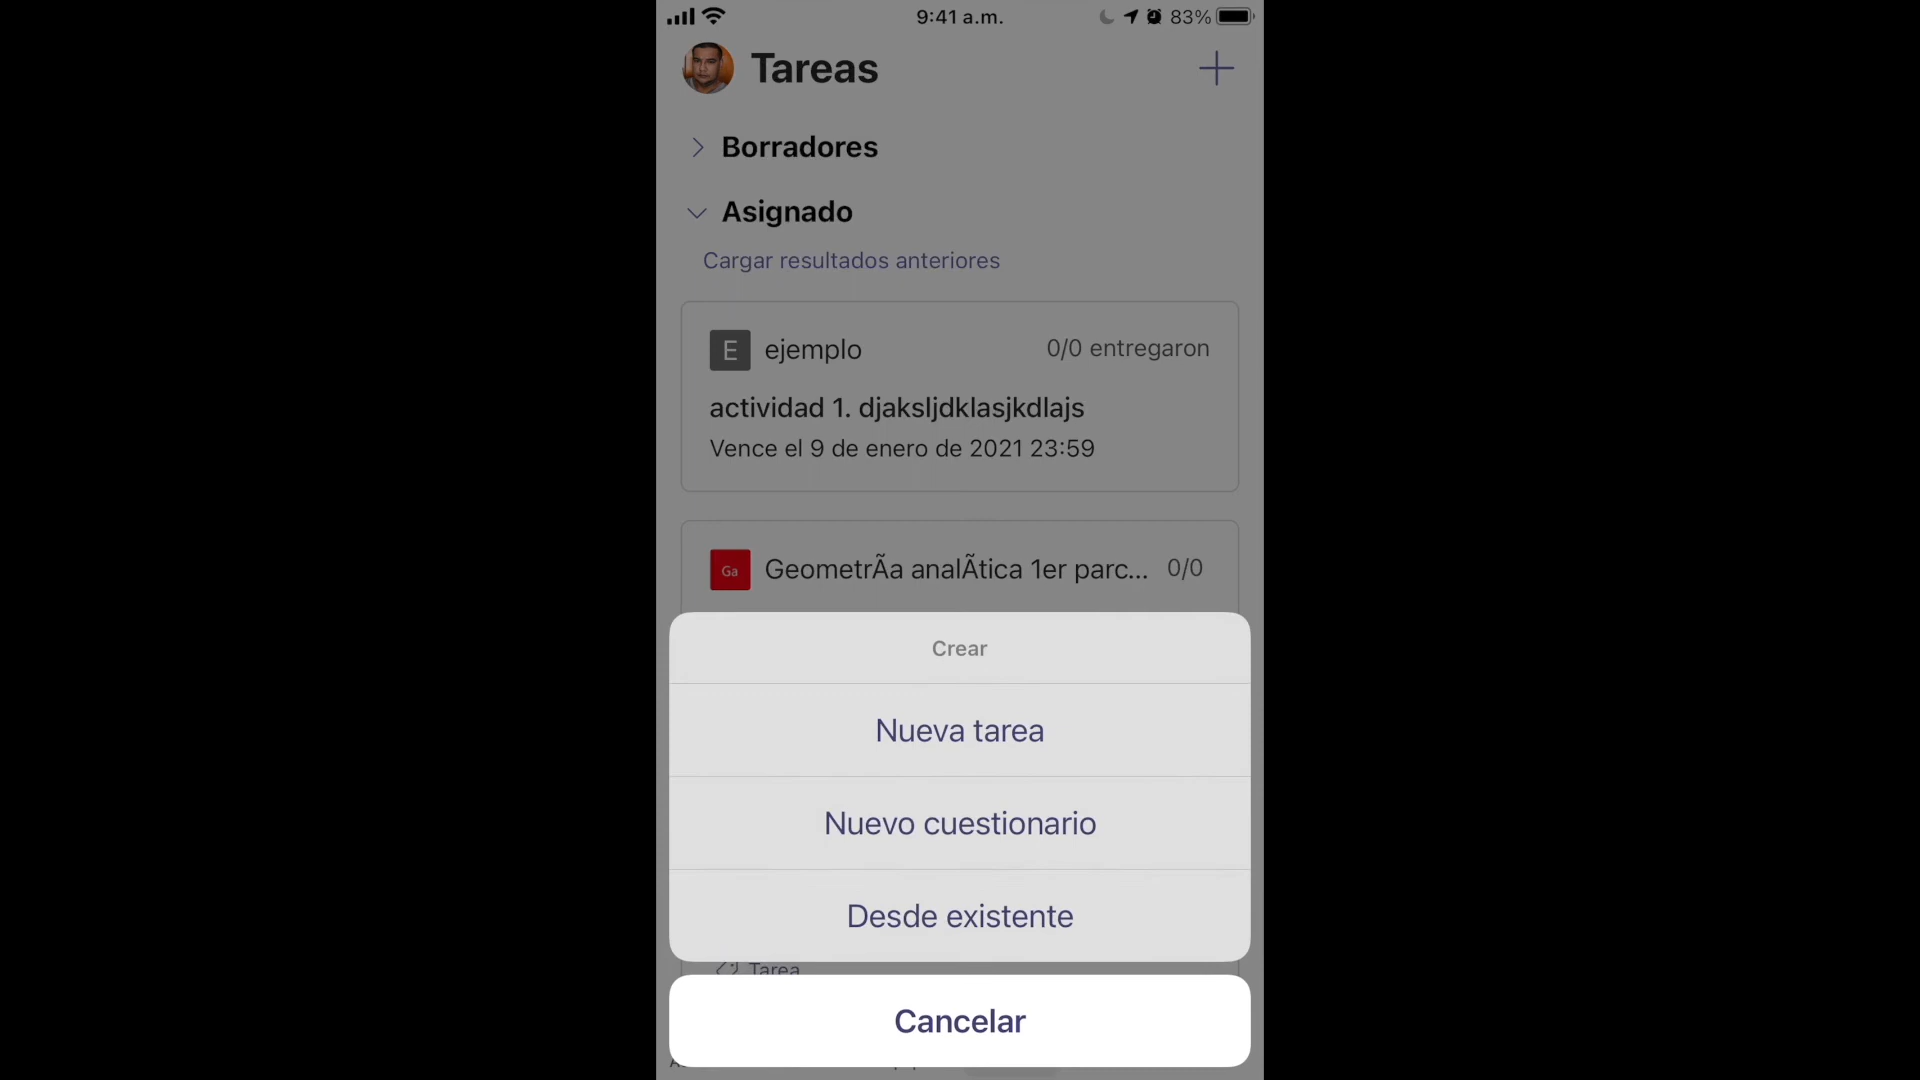 9:41 a.m.
83%
Tareas
Borradores
Asignado
Cargar resultados anteriores
E ejemplo 0/0 entregaron
actividad 1. djaksljdklasjkdlajs
Vence el 9 de enero de 2021 23:59
Ga GeometrÃa analÃtica 1er parc... 0/0
Crear
Nueva tarea
Nuevo cuestionario
Desde existente
Tarea
Cancelar